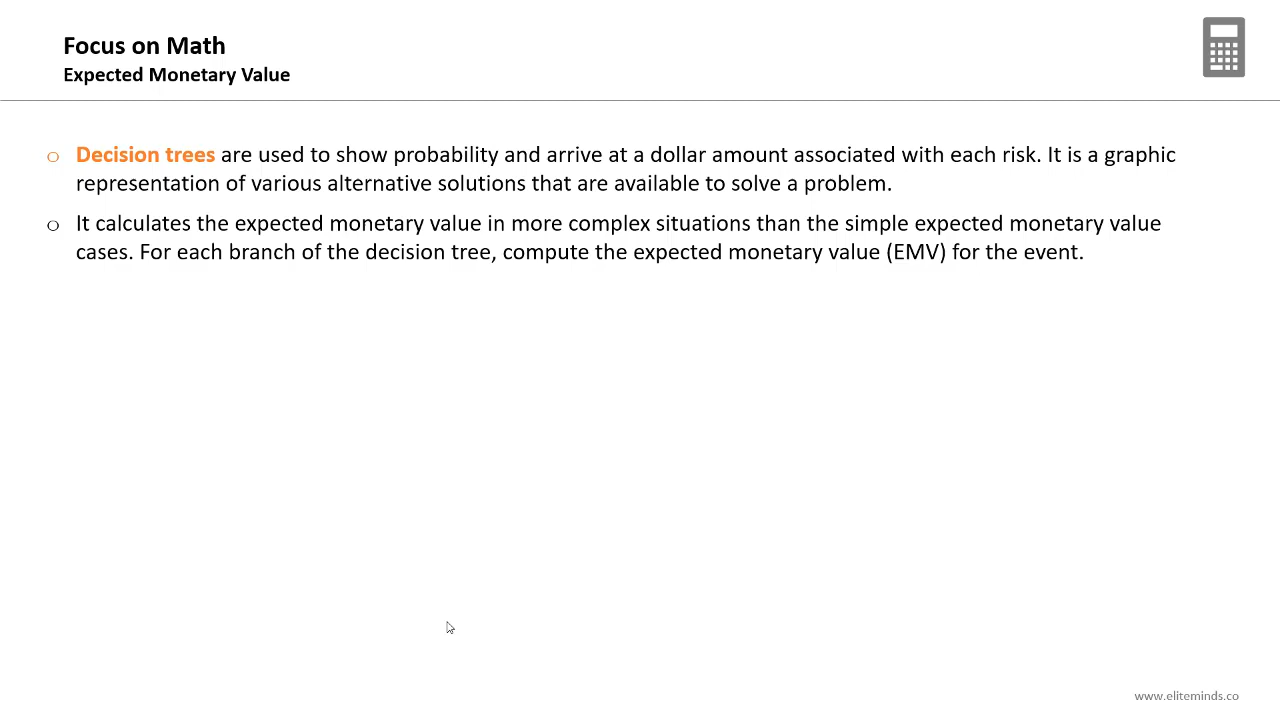 Focus on Math
Expected Monetary Value
Decision trees are used to show probability and arrive at a dollar amount associated with each risk. It is a graphic
representation of various alternative solutions that are available to solve a problem.
It calculates the expected monetary value in more complex situations than the simple expected monetary value
cases. For each branch of the decision tree, compute the expected monetary value (EMV) for the event.
www.eliteminds.co